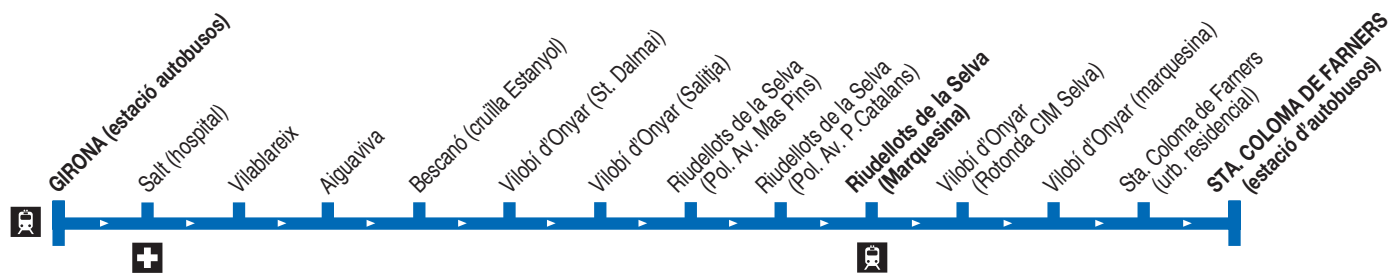 GIRONA (estació autobusos)
Salt (hospital)
Vilablareix
Aiguaviva
Bescanó (cruïlla Estanyol)
Vilobí d'Onyar (St. Dalmai)
Vilobí d'Onyar (Salitja)
Riudellots de la Selva
(Pol. Av. Mas Pins)
Riudellots de la Selva
(Pol. Av. P. Catalans)
Riudellots de la Selva
(Marquesina)
Vilobí d'Onyar
(Rotonda CIM Selva)
Vilobí d'Onyar (marquesina)
Sta. Coloma de Farners
(urb. residencial)
STA. COLOMA DE FARNERS
(estació d'autobusos)